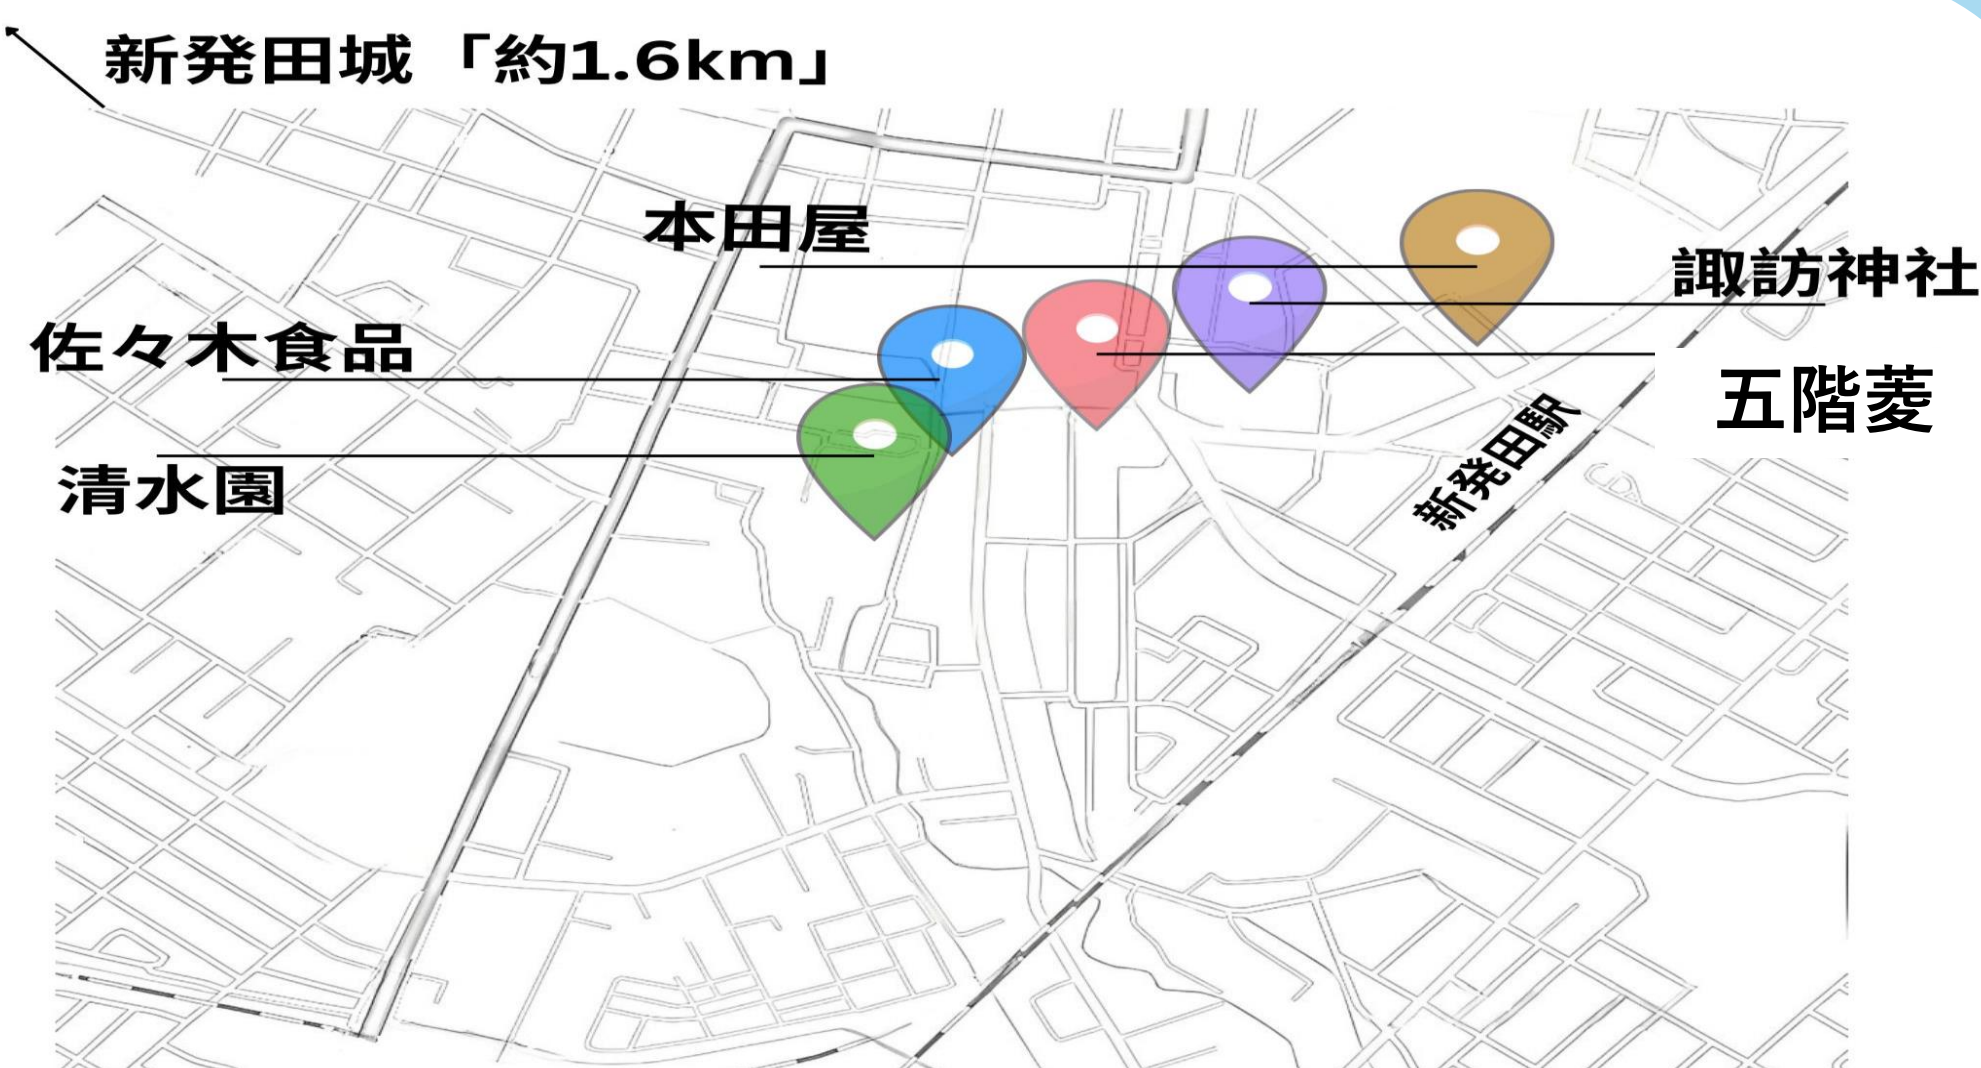 新発田城「約1.6km」
本田屋
諏訪神社
佐々木食品
五階菱
新発田駅
清水園